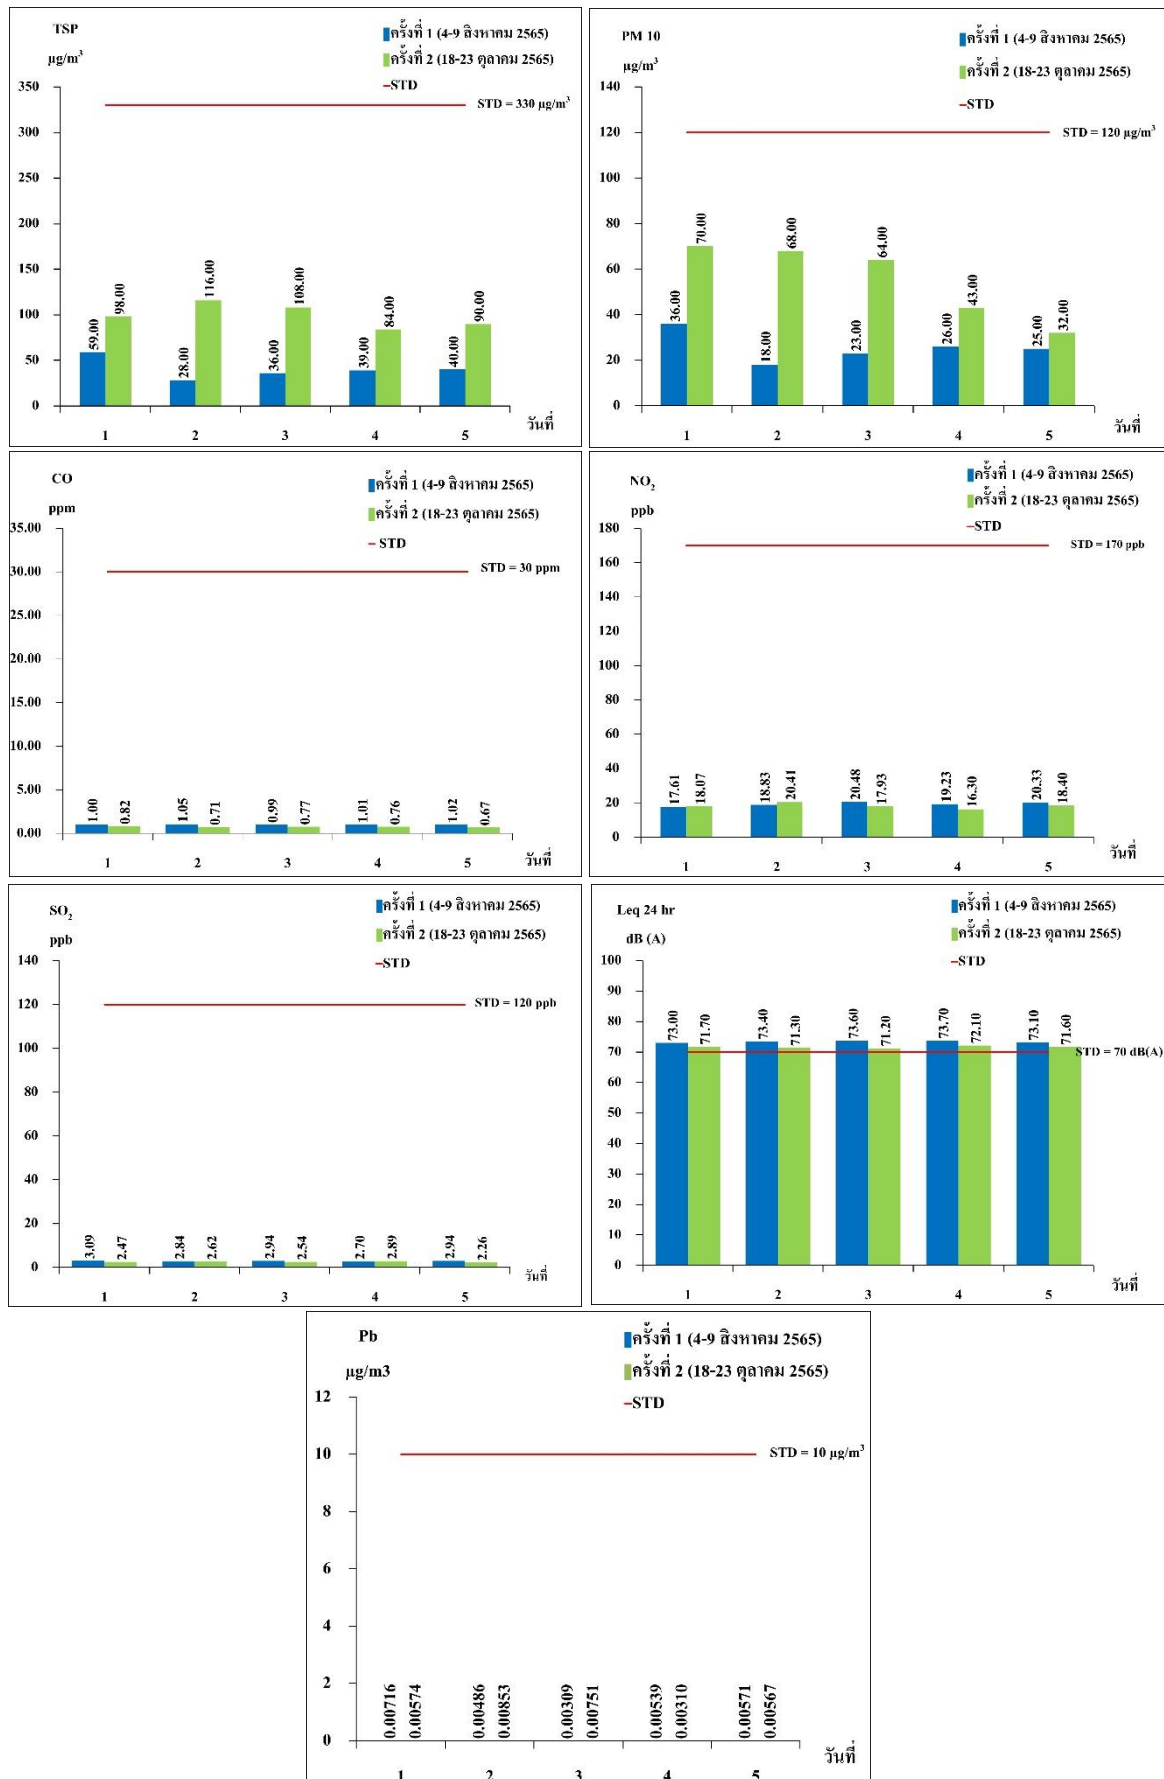 TSP
µg/m³
ครั้งที่ 1 (4-9 สิงหาคม 2565)
ครั้งที่ 2 (18-23 ตุลาคม 2565)
STD
STD = 330 µg/m³
350
300
250
200
150
100
50
0
59.00 98.00 28.00 116.00 36.00 108.00 39.00 84.00 40.00 90.00
1 2 3 4 5
วันที่
PM 10
µg/m³
ครั้งที่ 1 (4-9 สิงหาคม 2565)
ครั้งที่ 2 (18-23 ตุลาคม 2565)
STD
STD = 120 µg/m³
140
120
100
80
60
40
20
0
36.00 70.00 18.00 68.00 23.00 64.00 26.00 43.00 25.00 32.00
1 2 3 4 5
วันที่
CO
ppm
ครั้งที่ 1 (4-9 สิงหาคม 2565)
ครั้งที่ 2 (18-23 ตุลาคม 2565)
STD
STD = 30 ppm
35.00
30.00
25.00
20.00
15.00
10.00
5.00
0.00
1.00 0.82 1.05 0.71 0.99 0.77 1.01 0.76 1.02 0.67
1 2 3 4 5
วันที่
NO₂
ppb
ครั้งที่ 1 (4-9 สิงหาคม 2565)
ครั้งที่ 2 (18-23 ตุลาคม 2565)
STD
STD = 170 ppb
180
160
140
120
100
80
60
40
20
0
17.61 18.07 18.83 20.41 20.48 17.93 19.23 16.30 20.33 18.40
1 2 3 4 5
วันที่
SO₂
ppb
ครั้งที่ 1 (4-9 สิงหาคม 2565)
ครั้งที่ 2 (18-23 ตุลาคม 2565)
STD
STD = 120 ppb
140
120
100
80
60
40
20
0
3.09 2.47 2.84 2.62 2.94 2.54 2.70 2.89 2.94 2.26
1 2 3 4 5
วันที่
Leq 24 hr
dB (A)
ครั้งที่ 1 (4-9 สิงหาคม 2565)
ครั้งที่ 2 (18-23 ตุลาคม 2565)
STD
STD = 70 dB(A)
100
90
80
70
60
50
40
30
20
10
0
73.00 71.70 73.40 71.30 73.60 71.20 73.70 72.10 73.10 71.60
1 2 3 4 5
วันที่
Pb
µg/m3
ครั้งที่ 1 (4-9 สิงหาคม 2565)
ครั้งที่ 2 (18-23 ตุลาคม 2565)
STD
STD = 10 µg/m³
12
10
8
6
4
2
0
0.00716 0.00574 0.00486 0.00853 0.00309 0.00751 0.00539 0.00310 0.00571 0.00567
1 2 3 4 5
วันที่